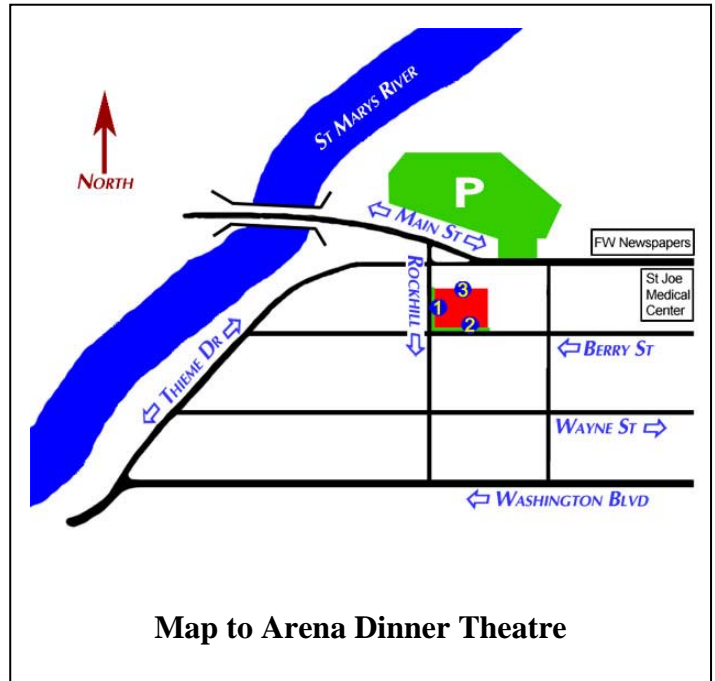 ST MARYS RIVER
NORTH
P
MAIN ST
FW Newspapers
ROCKHILL
St Joe
Medical
Center
3
1
2
THIEME DR
BERRY ST
WAYNE ST
WASHINGTON BLVD
Map to Arena Dinner Theatre